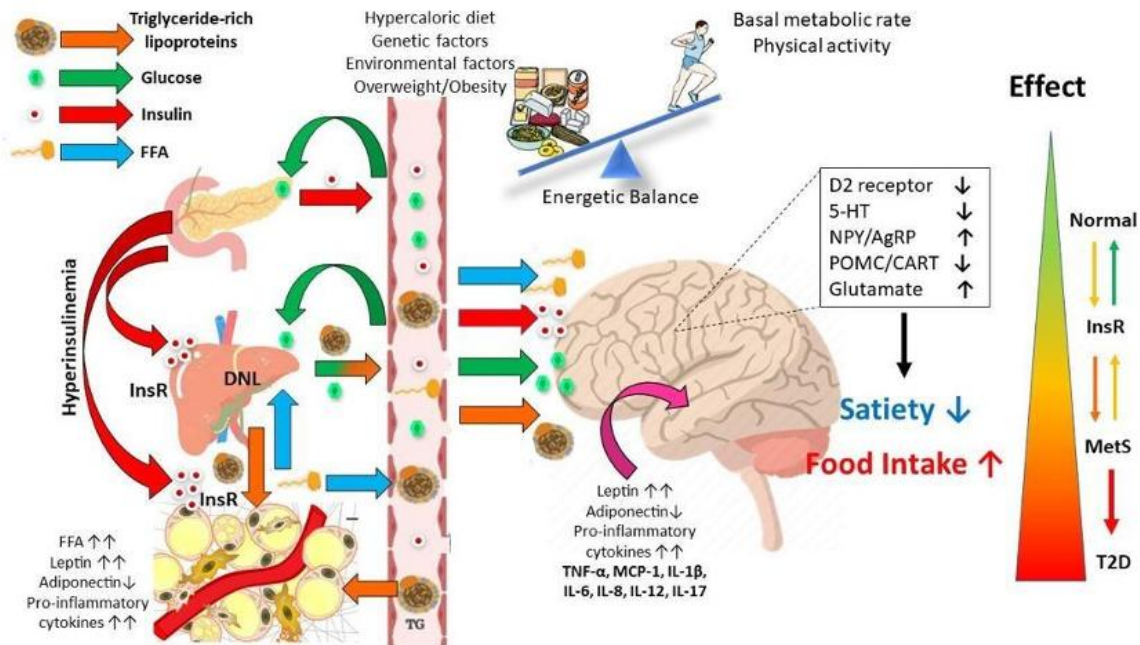 Triglyceride-rich
lipoproteins
Glucose
Insulin
FFA
Hypercaloric diet
Genetic factors
Environmental factors
Overweight/Obesity
Basal metabolic rate
Physical activity
Energetic Balance
Effect
D2 receptor ↓
5-HT ↓
NPY/AgRP ↑
POMC/CART ↓
Glutamate ↑
Normal
InsR
MetS
T2D
Hyperinsulinemia
InsR
DNL
InsR
Satiety ↓
Food Intake ↑
FFA ↑↑
Leptin ↑↑
Adiponectin↓
Pro-inflammatory
cytokines ↑↑
TG
Leptin ↑↑
Adiponectin↓
Pro-inflammatory
cytokines ↑↑
TNF-α, MCP-1, IL-1β,
IL-6, IL-8, IL-12, IL-17